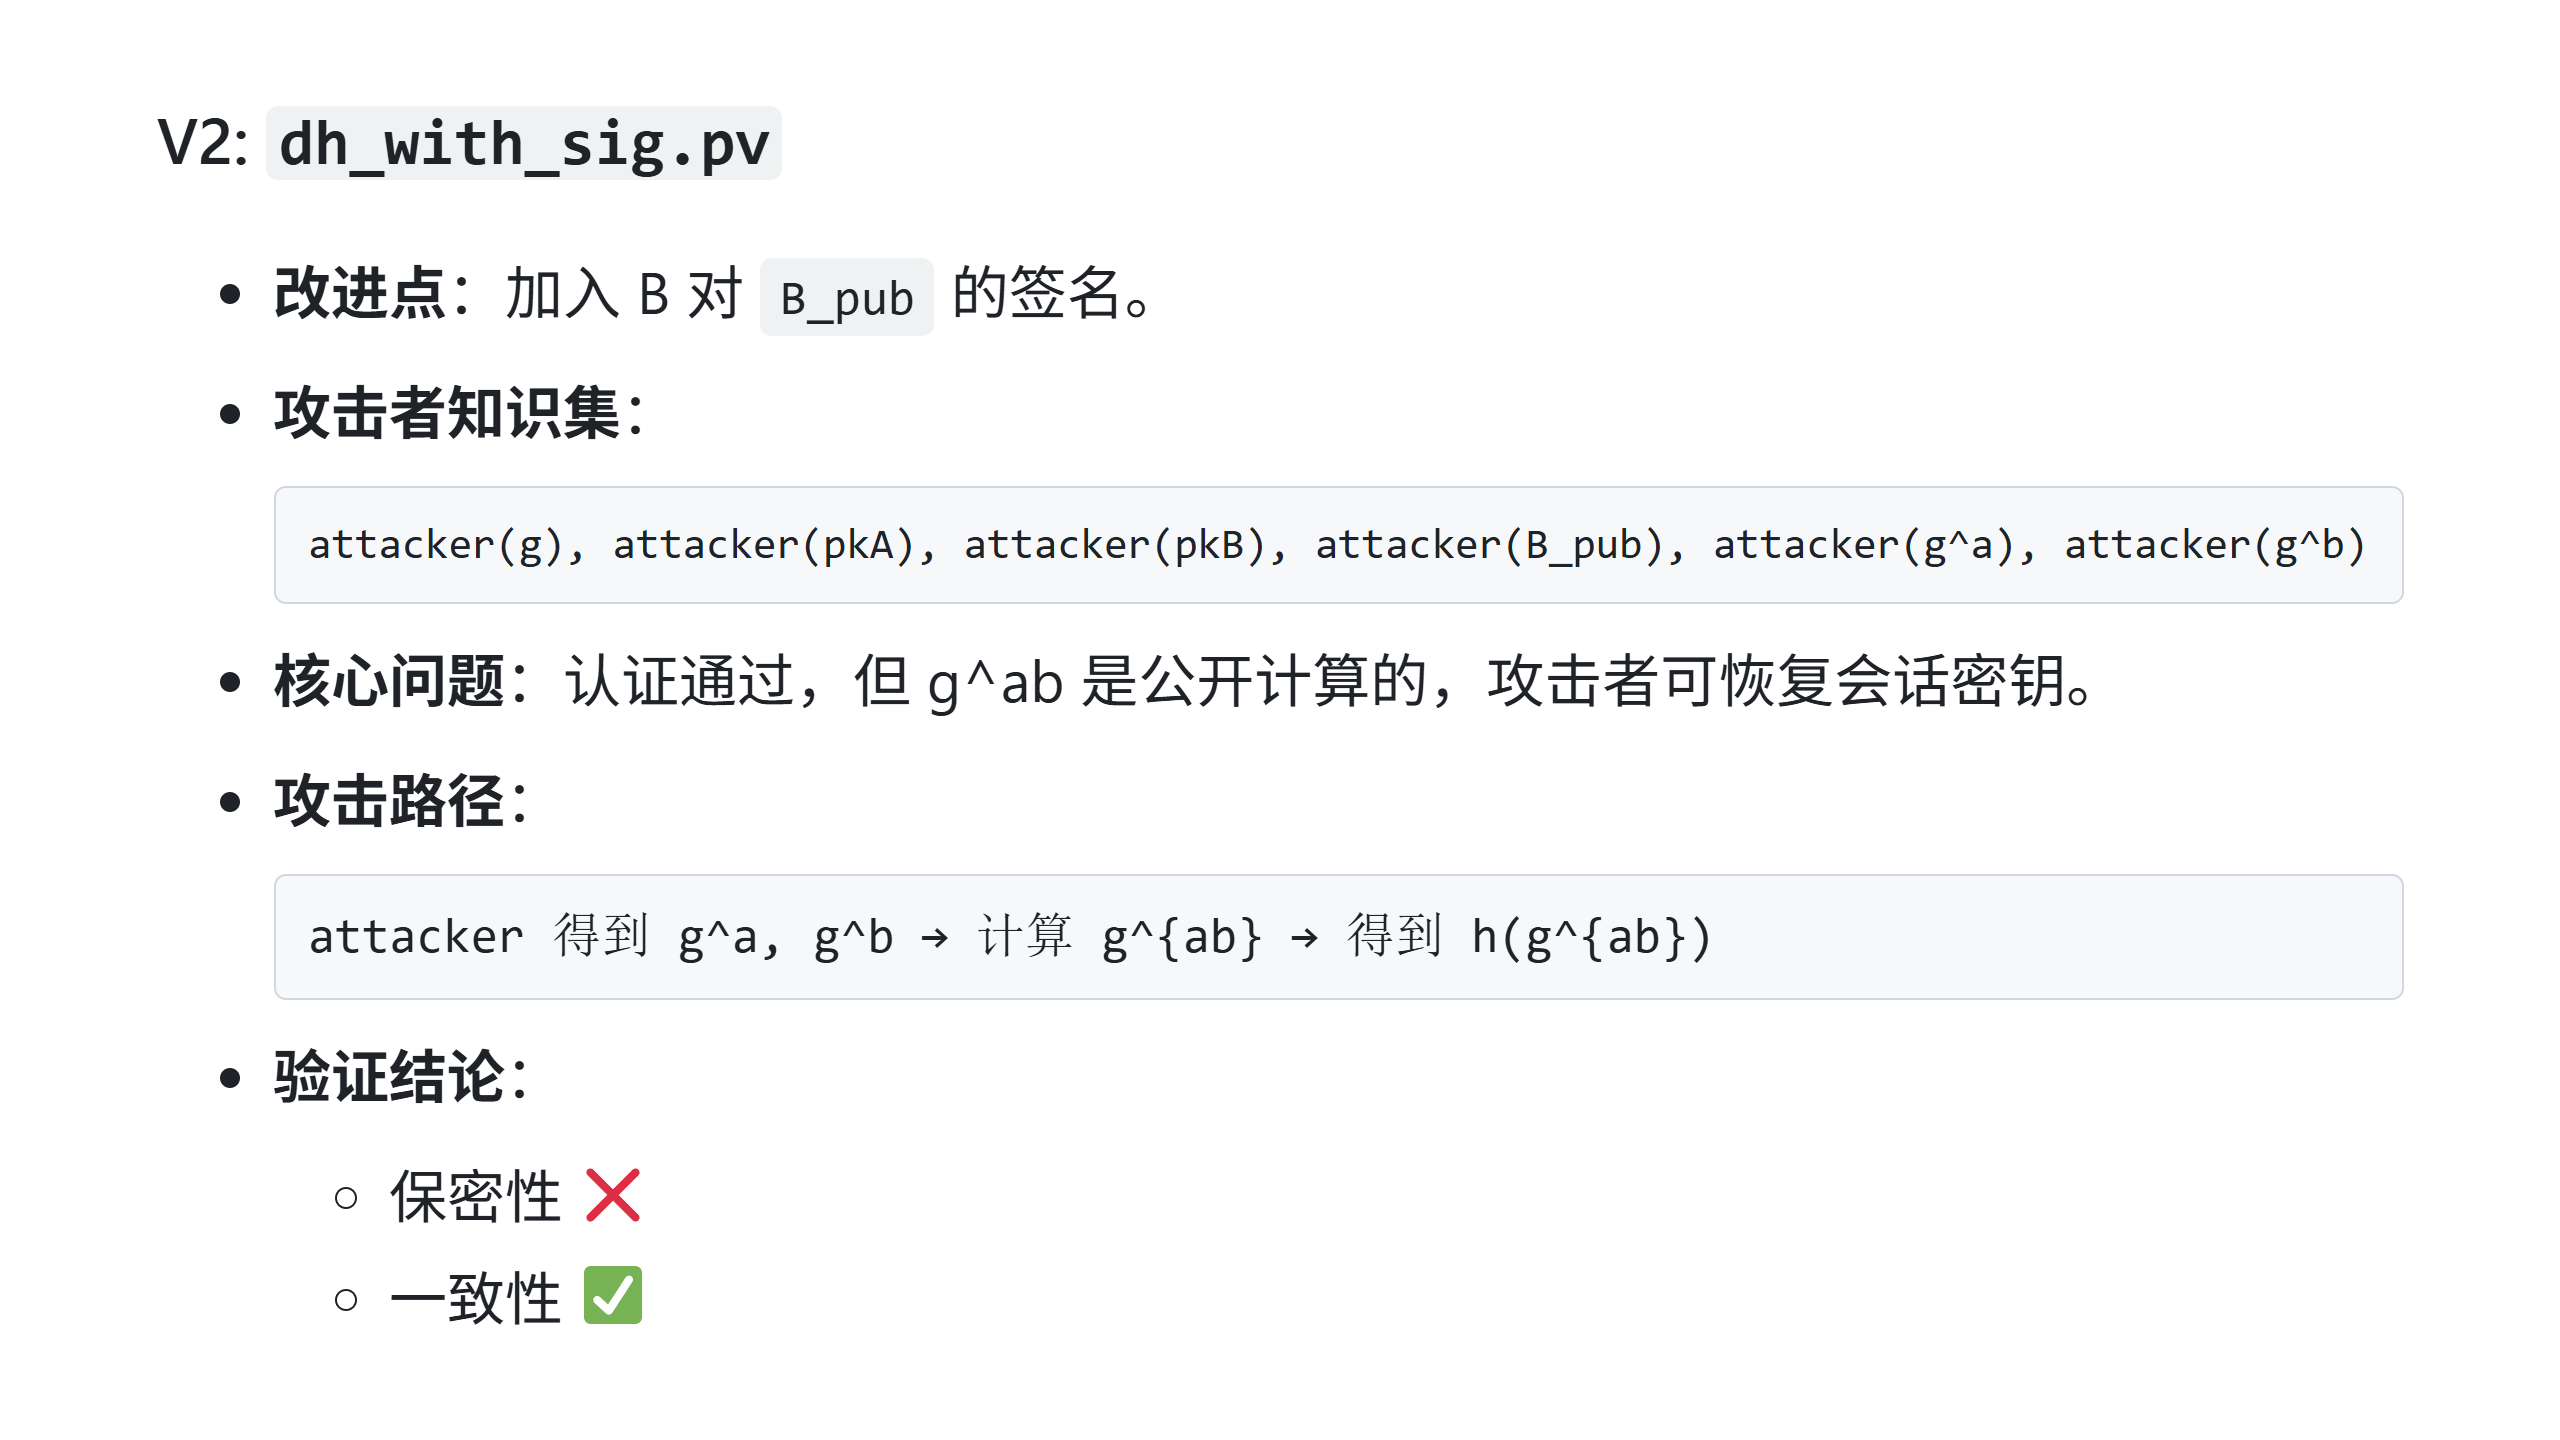 V2: dh_with_sig.pv
改进点：加入 B 对 B_pub 的签名。
攻击者知识集：
attacker(g), attacker(pkA), attacker(pkB), attacker(B_pub), attacker(g^a), attacker(g^b)
核心问题：认证通过，但 g^ab 是公开计算的，攻击者可恢复会话密钥。
攻击路径：
attacker 得到 g^a, g^b → 计算 g^{ab} → 得到 h(g^{ab})
验证结论：
保密性 ❌
一致性 ✅